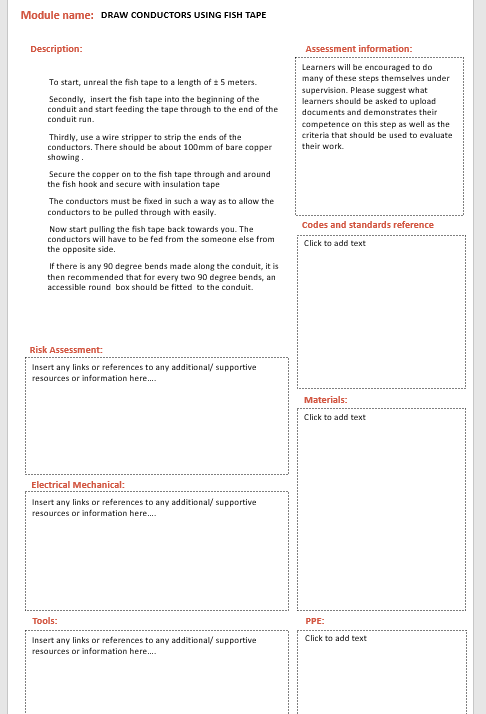 Module name: DRAW CONDUCTORS USING FISH TAPE
Description:
To start, unreal the fish tape to a length of ± 5 meters.
Secondly, insert the fish tape into the beginning of the
conduit and start feeding the tape through to the end of the
conduit run.
Thirdly, use a wire stripper to strip the ends of the
conductors. There should be about 100mm of bare copper
showing .
Secure the copper on to the fish tape through and around
the fish hook and secure with insulation tape
The conductors must be fixed in such a way as to allow the
conductors to be pulled through with easily.
Now start pulling the fish tape back towards you. The
conductors will have to be fed from the someone else from
the opposite side.
If there is any 90 degree bends made along the conduit, it is
then recommended that for every two 90 degree bends, an
accessible round box should be fitted to the conduit.
Assessment information:
Learners will be encouraged to do
many of these steps themselves under
supervision. Please suggest what
learners should be asked to upload
documents and demonstrates their
competence on this step as well as the
criteria that should be used to evaluate
their work.
Codes and standards reference
Click to add text
Risk Assessment:
Insert any links or references to any additional/ supportive
resources or information here....
Materials:
Click to add text
Electrical Mechanical:
Insert any links or references to any additional/ supportive
resources or information here....
Tools:
Insert any links or references to any additional/ supportive
resources or information here....
PPE:
Click to add text